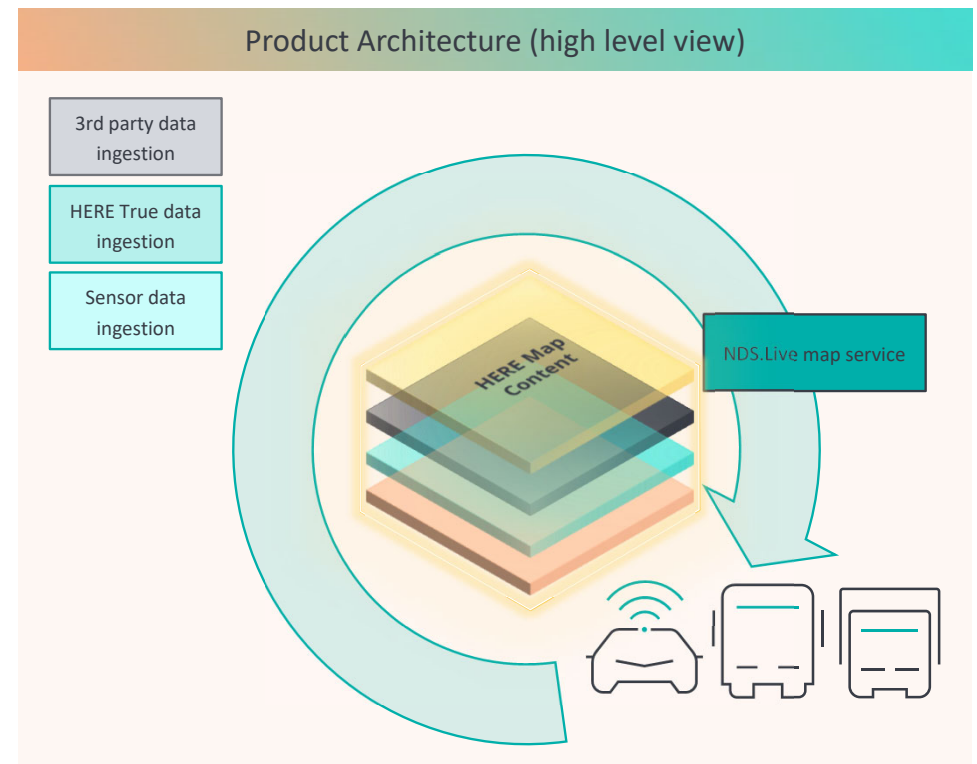 Product Architecture (high level view)
3rd party data
ingestion
HERE True data
ingestion
Sensor data
ingestion
HERE Map
Content
NDS.Live map service